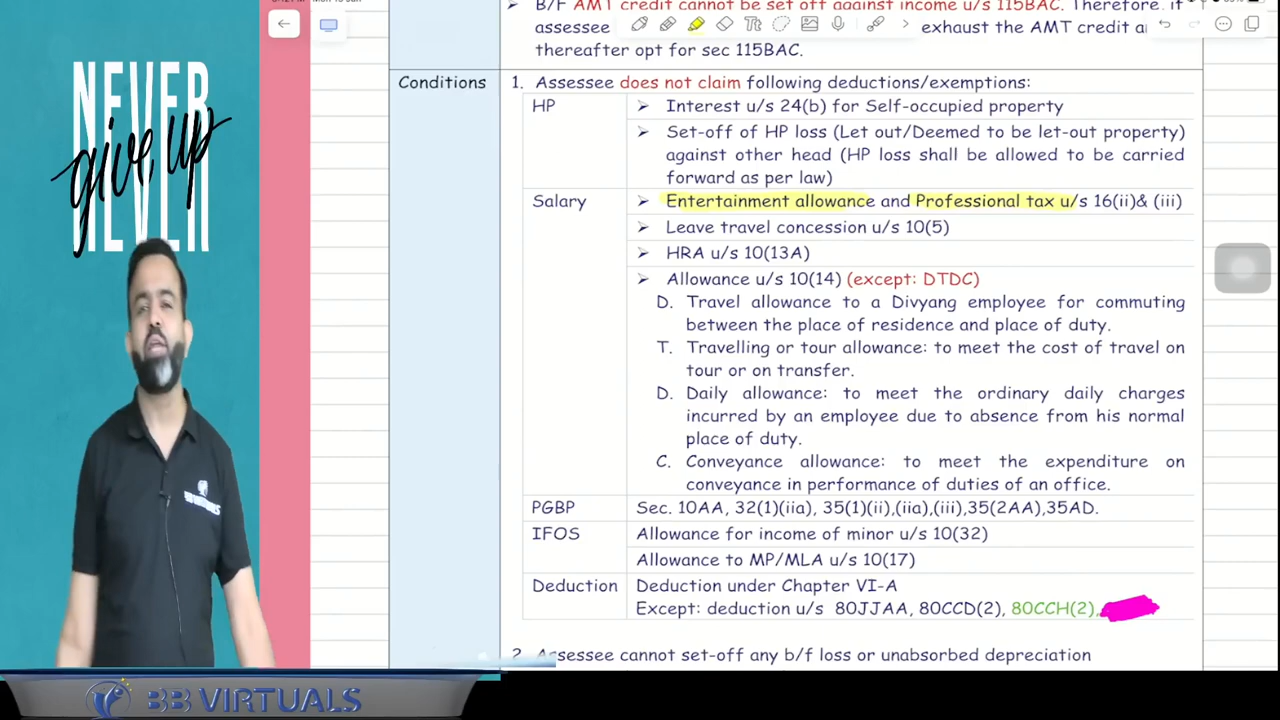 NEVER
give up
NEVER
B/F AMT credit cannot be set off against income u/s 115BAC. Therefore, if
assessee exhaust the AMT credit a
thereafter opt for sec 115BAC.
Conditions
1. Assessee does not claim following deductions/exemptions:
HP
➤ Interest u/s 24(b) for Self-occupied property
➤ Set-off of HP loss (Let out/Deemed to be let-out property)
against other head (HP loss shall be allowed to be carried
forward as per law)
Salary
➤ Entertainment allowance and Professional tax u/s 16(ii)& (iii)
➤ Leave travel concession u/s 10(5)
➤ HRA u/s 10(13A)
➤ Allowance u/s 10(14) (except: DTDC)
D. Travel allowance to a Divyang employee for commuting
between the place of residence and place of duty.
T. Travelling or tour allowance: to meet the cost of travel on
tour or on transfer.
D. Daily allowance: to meet the ordinary daily charges
incurred by an employee due to absence from his normal
place of duty.
C. Conveyance allowance: to meet the expenditure on
conveyance in performance of duties of an office.
PGBP
Sec. 10AA, 32(1)(iia), 35(1)(ii),(iia),(iii),35(2AA),35AD.
IFOS
Allowance for income of minor u/s 10(32)
Allowance to MP/MLA u/s 10(17)
Deduction
Deduction under Chapter VI-A
Except: deduction u/s 80JJAA, 80CCD(2), 80CCH(2),
2. Assessee cannot set-off any b/f loss or unabsorbed depreciation
BB VIRTUALS
BB VIRTUALS